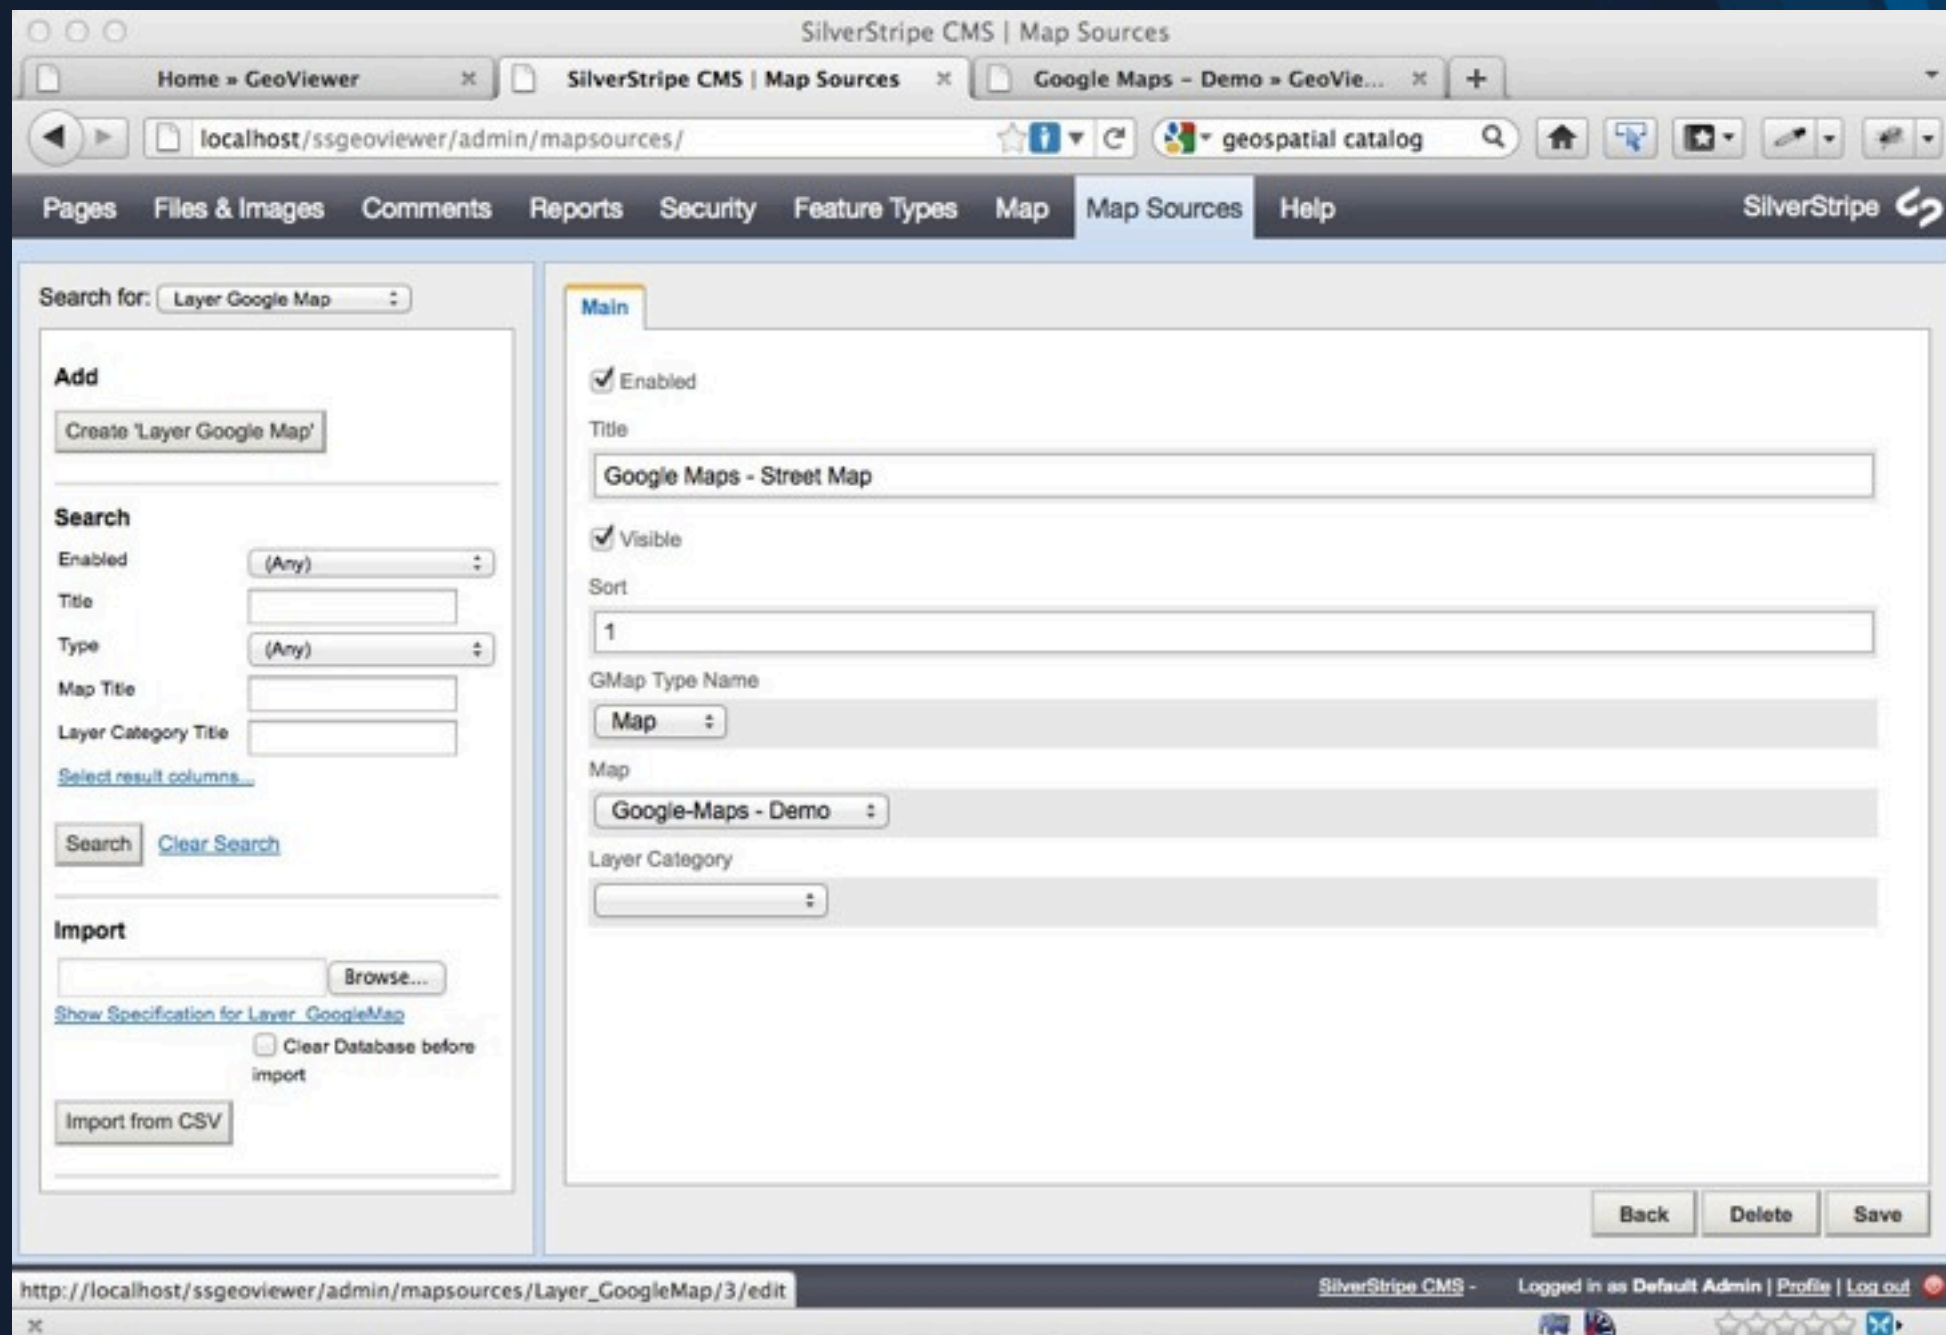 SilverStripe CMS | Map Sources
Home » GeoViewer
SilverStripe CMS | Map Sources
Google Maps – Demo » GeoVie...
localhost/ssgeoviewer/admin/mapsources/
geospatial catalog
Pages Files & Images Comments Reports Security Feature Types Map Map Sources Help
SilverStripe
Search for: Layer Google Map
Add
Create 'Layer Google Map'
Search
Enabled (Any)
Title
Type (Any)
Map Title
Layer Category Title
Select result columns...
Search Clear Search
Import
Browse...
Show Specification for Layer_GoogleMap
Clear Database before
import
Import from CSV
Main
Enabled
Title
Google Maps - Street Map
Visible
Sort
1
GMap Type Name
Map
Map
Google-Maps - Demo
Layer Category
Back Delete Save
http://localhost/ssgeoviewer/admin/mapsources/Layer_GoogleMap/3/edit
SilverStripe CMS - Logged in as Default Admin | Profile | Log out